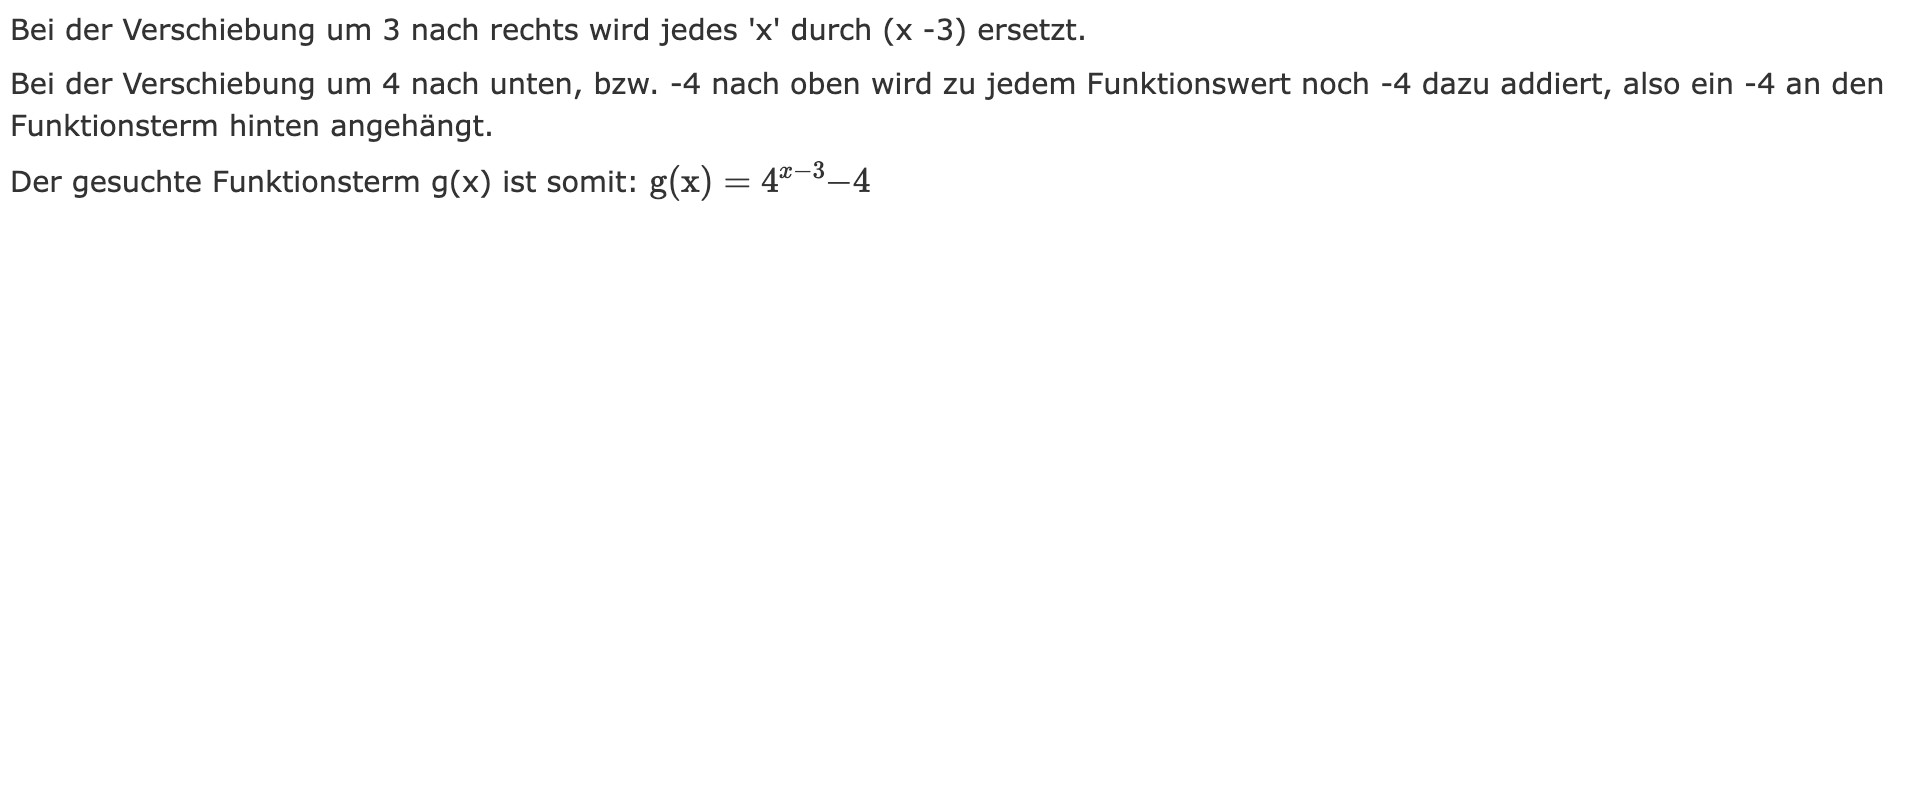 Bei der Verschiebung um 3 nach rechts wird jedes 'x' durch (x -3) ersetzt.
Bei der Verschiebung um 4 nach unten, bzw. -4 nach oben wird zu jedem Funktionswert noch -4 dazu addiert, also ein -4 an den
Funktionsterm hinten angehängt.
Der gesuchte Funktionsterm g(x) ist somit: g(x) = 4^{x−3}−4